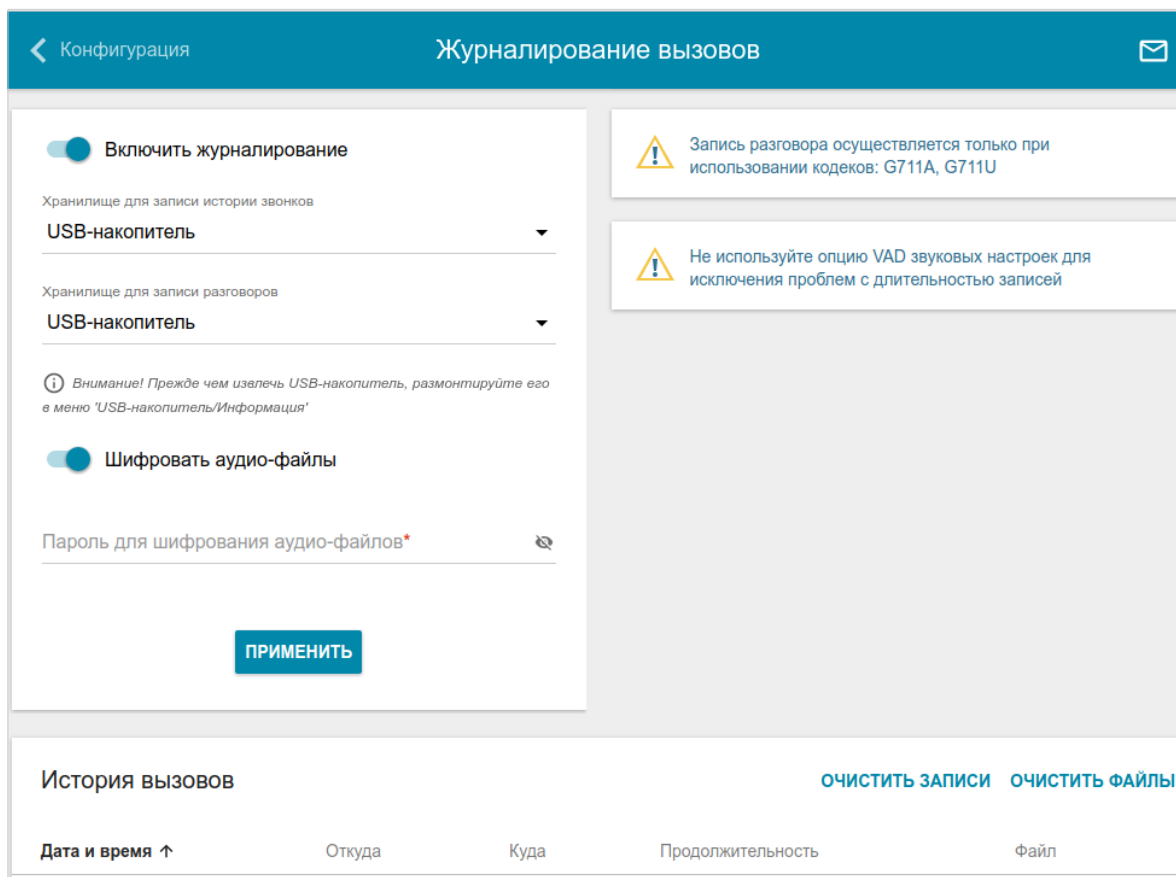 Конфигурация
Журналирование вызовов
Включить журналирование
Хранилище для записи истории звонков
USB-накопитель
Хранилище для записи разговоров
USB-накопитель
Внимание! Прежде чем извлечь USB-накопитель, размонтируйте его
в меню 'USB-накопитель/Информация'
Шифровать аудио-файлы
Пароль для шифрования аудио-файлов*
ПРИМЕНИТЬ
Запись разговора осуществляется только при
использовании кодеков: G711A, G711U
Не используйте опцию VAD звуковых настроек для
исключения проблем с длительностью записей
История вызовов
ОЧИСТИТЬ ЗАПИСИ ОЧИСТИТЬ ФАЙЛЫ
Дата и время ↑ Откуда Куда Продолжительность Файл